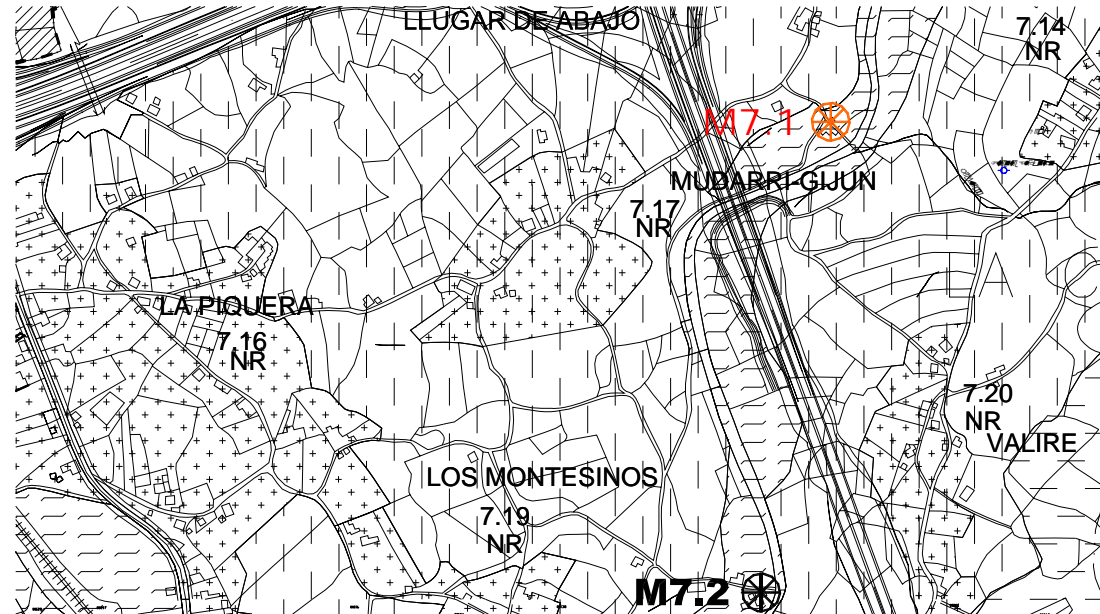 LLUGAR DE ABAJO
7.14
NR
M7.1
MUDARRI-GIJUN
7.17
NR
LA PIQUERA
7.16
NR
7.20
NR
VALIRE
LOS MONTESINOS
7.19
NR
M7.2